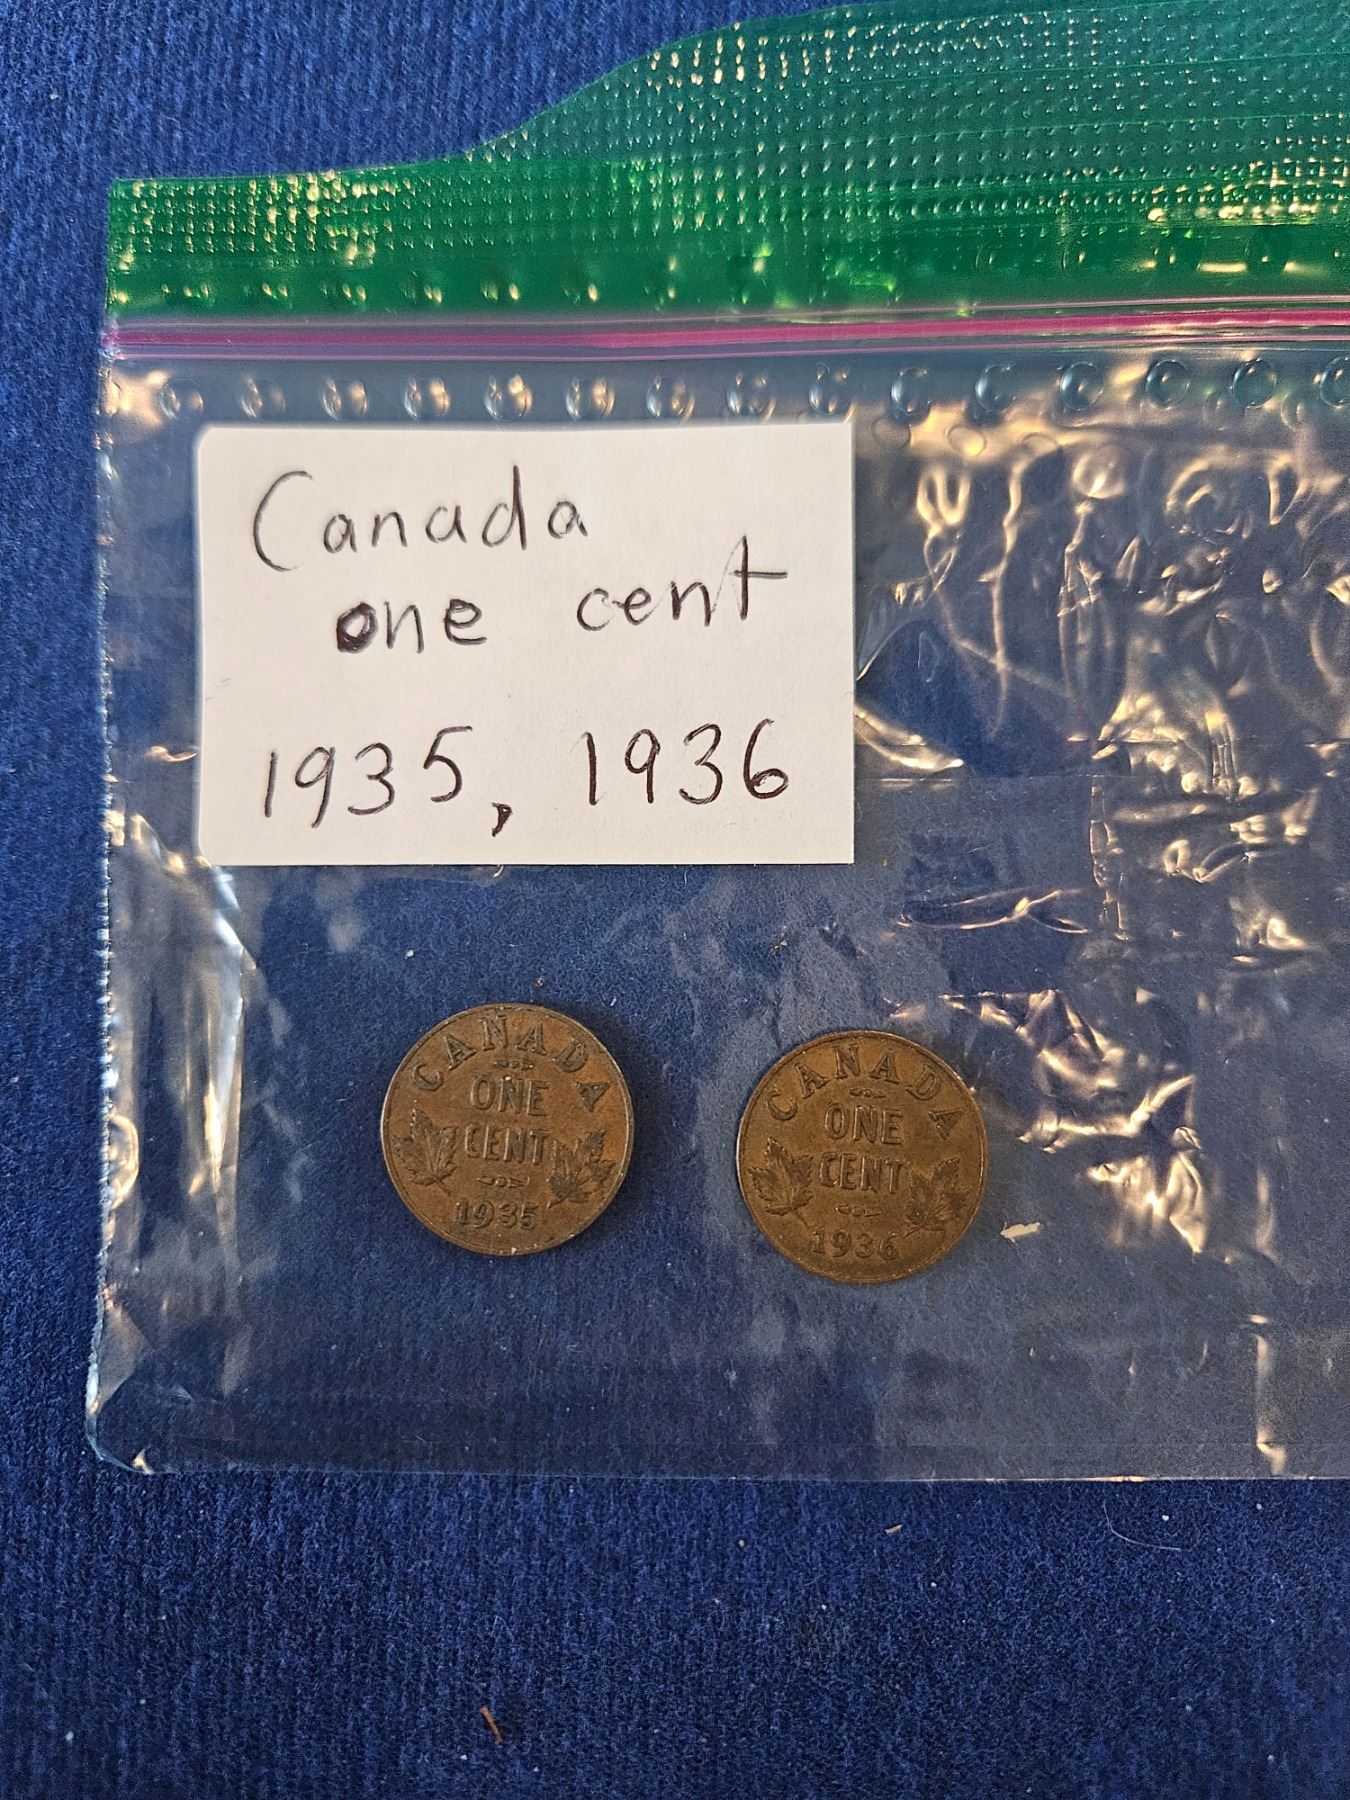 Canada
one cent
1935, 1936
CANADA
ONE
CENT
1935
CANADA
ONE
CENT
1936